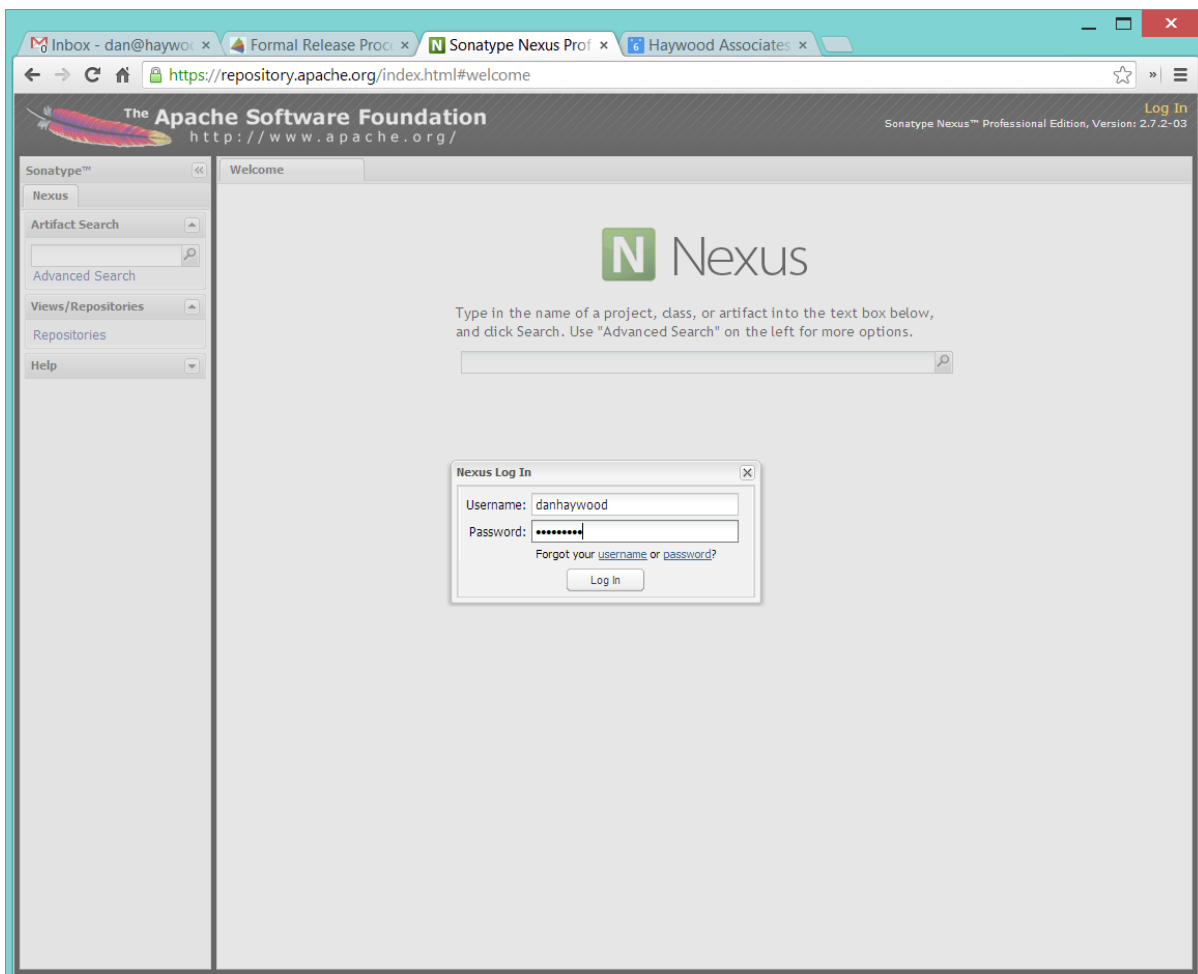 Inbox - dan@haywo
Formal Release Proc
Sonatype Nexus Prof
Haywood Associates
https://repository.apache.org/index.html#welcome
The Apache Software Foundation
http://www.apache.org/
Log In
Sonatype Nexus™ Professional Edition, Version: 2.7.2-03
Sonatype™
Welcome
Nexus
Artifact Search
Advanced Search
Views/Repositories
Repositories
Help
N Nexus
Type in the name of a project, class, or artifact into the text box below,
and click Search. Use "Advanced Search" on the left for more options.
Nexus Log In
Username: danhaywood
Password: •••••••••
Forgot your username or password?
Log In